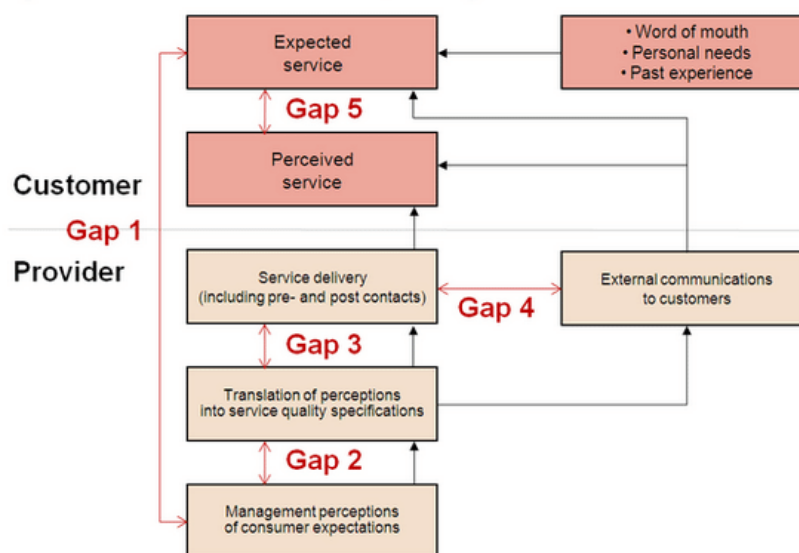 Expected
service
• Word of mouth
• Personal needs
• Past experience
Gap 5
Perceived
service
Customer
Gap 1
Provider
Service delivery
(including pre- and post contacts)
Gap 4
External communications
to customers
Gap 3
Translation of perceptions
into service quality specifications
Gap 2
Management perceptions
of consumer expectations